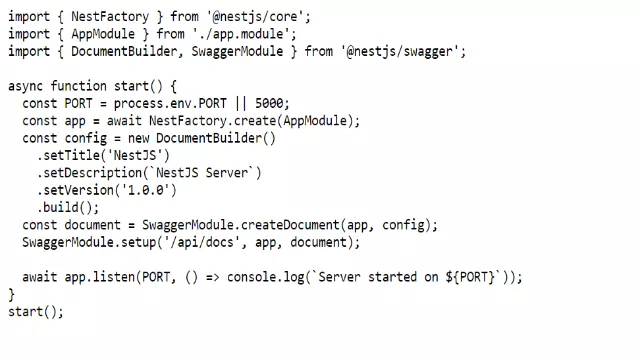 import { NestFactory } from '@nestjs/core';
import { AppModule } from './app.module';
import { DocumentBuilder, SwaggerModule } from '@nestjs/swagger';

async function start() {
  const PORT = process.env.PORT || 5000;
  const app = await NestFactory.create(AppModule);
  const config = new DocumentBuilder()
    .setTitle('NestJS')
    .setDescription(`NestJS Server`)
    .setVersion('1.0.0')
    .build();
  const document = SwaggerModule.createDocument(app, config);
  SwaggerModule.setup('/api/docs', app, document);

  await app.listen(PORT, () => console.log(`Server started on ${PORT}`));
}
start();